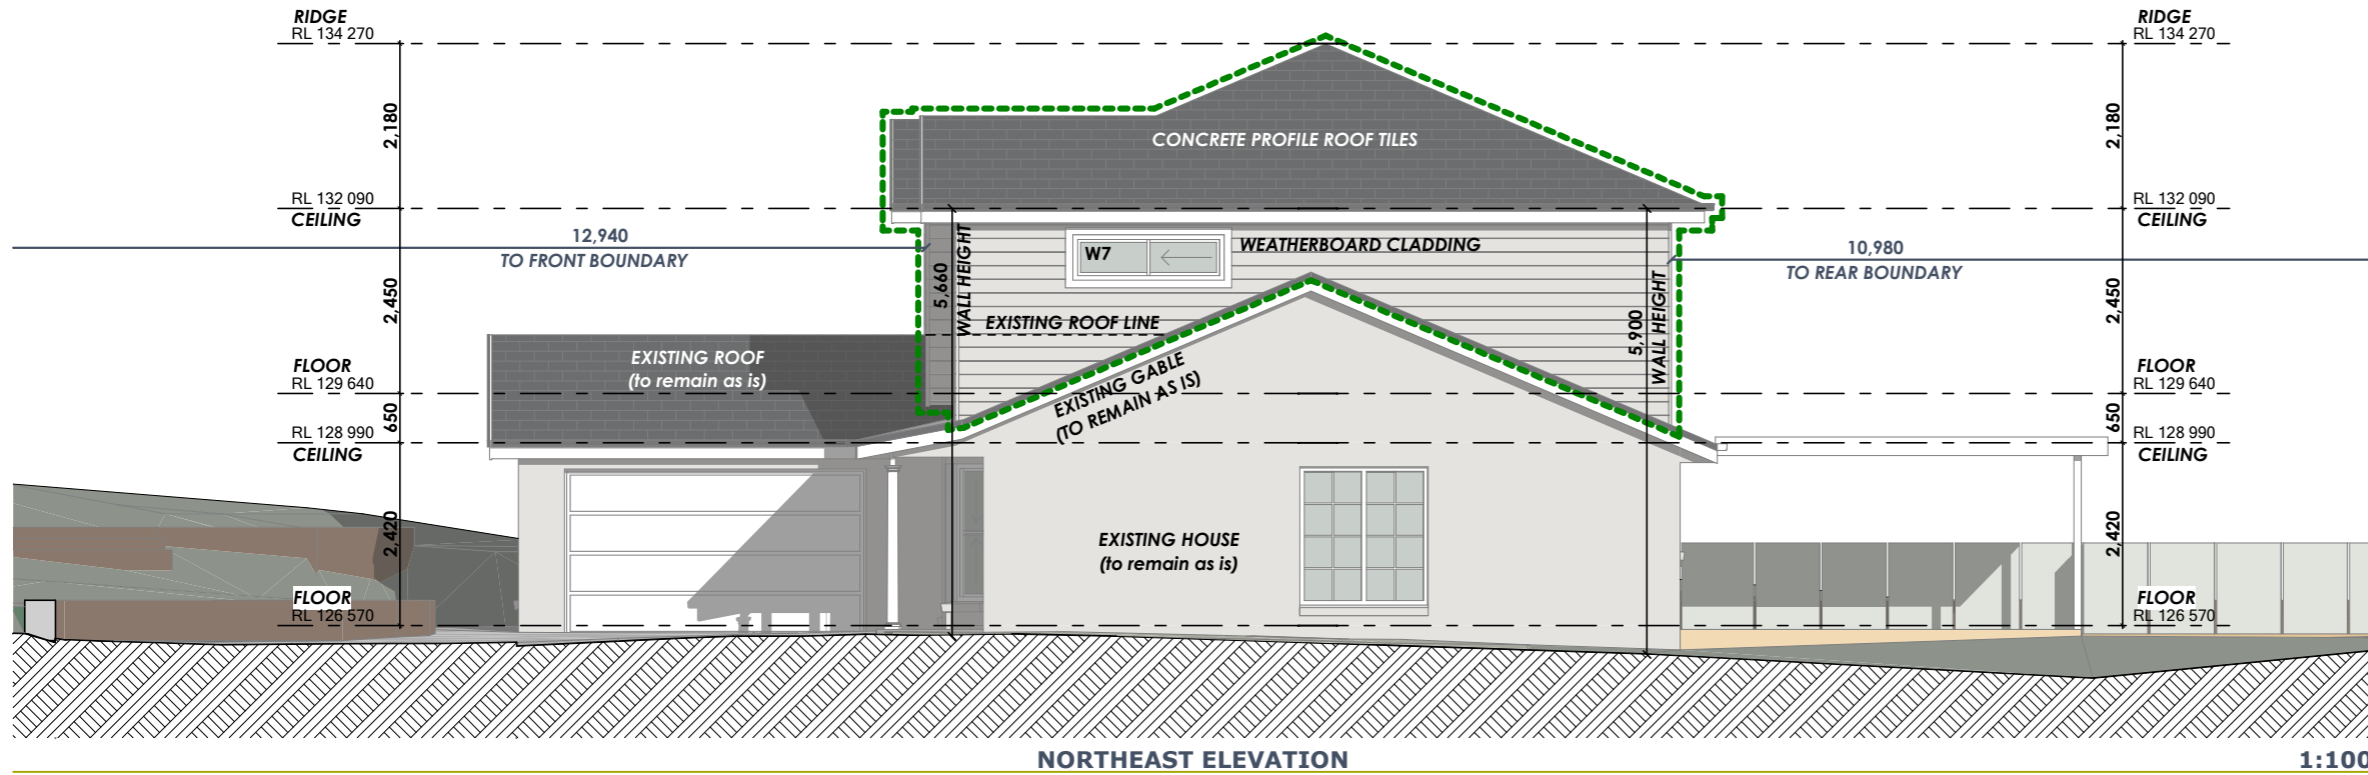 RIDGE
RL 134 270
RIDGE
RL 134 270
2,180
2,180
CONCRETE PROFILE ROOF TILES
RL 132 090
CEILING
RL 132 090
CEILING
12,940
TO FRONT BOUNDARY
W7
WEATHERBOARD CLADDING
10,980
TO REAR BOUNDARY
2,450
5,660
WALL HEIGHT
5,900
WALL HEIGHT
2,450
EXISTING ROOF LINE
EXISTING ROOF
(to remain as is)
EXISTING GABLE
(TO REMAIN AS IS)
FLOOR
RL 129 640
FLOOR
RL 129 640
650
650
RL 128 990
CEILING
RL 128 990
CEILING
2,420
2,420
EXISTING HOUSE
(to remain as is)
FLOOR
RL 126 570
FLOOR
RL 126 570
NORTHEAST ELEVATION
1:100